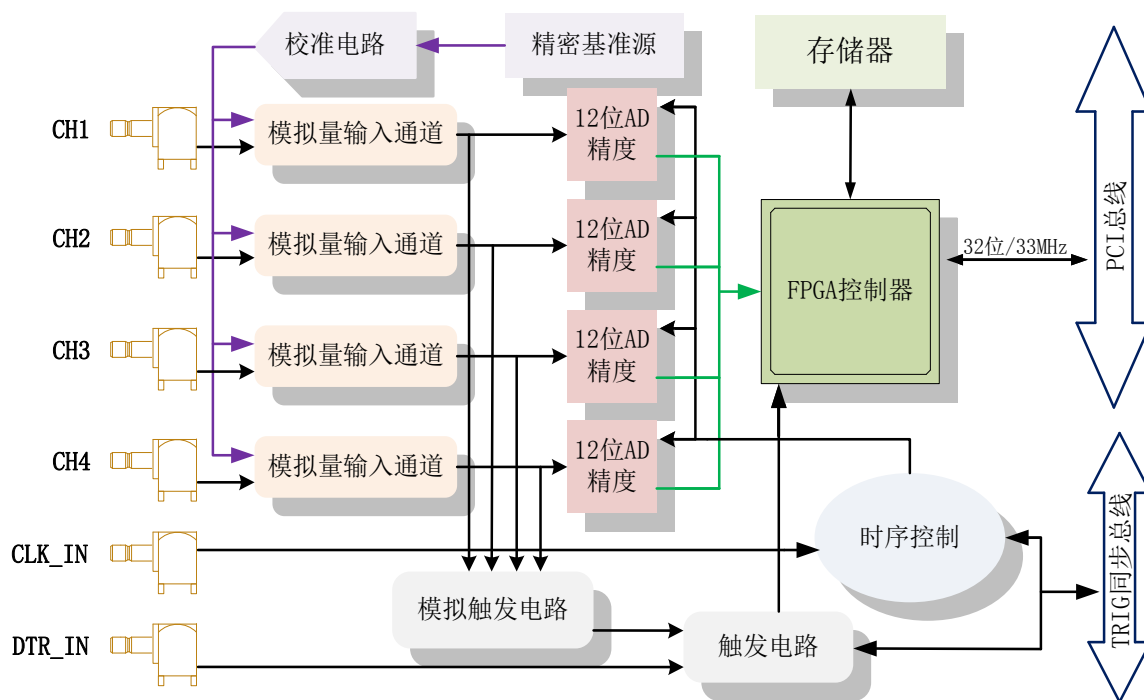 校准电路
精密基准源
存储器
CH1
模拟量输入通道
12位AD
精度
CH2
模拟量输入通道
12位AD
精度
FPGA控制器
32位/33MHz
PCI总线
CH3
模拟量输入通道
12位AD
精度
CH4
模拟量输入通道
12位AD
精度
CLK_IN
时序控制
TRIG同步总线
模拟触发电路
DTR_IN
触发电路